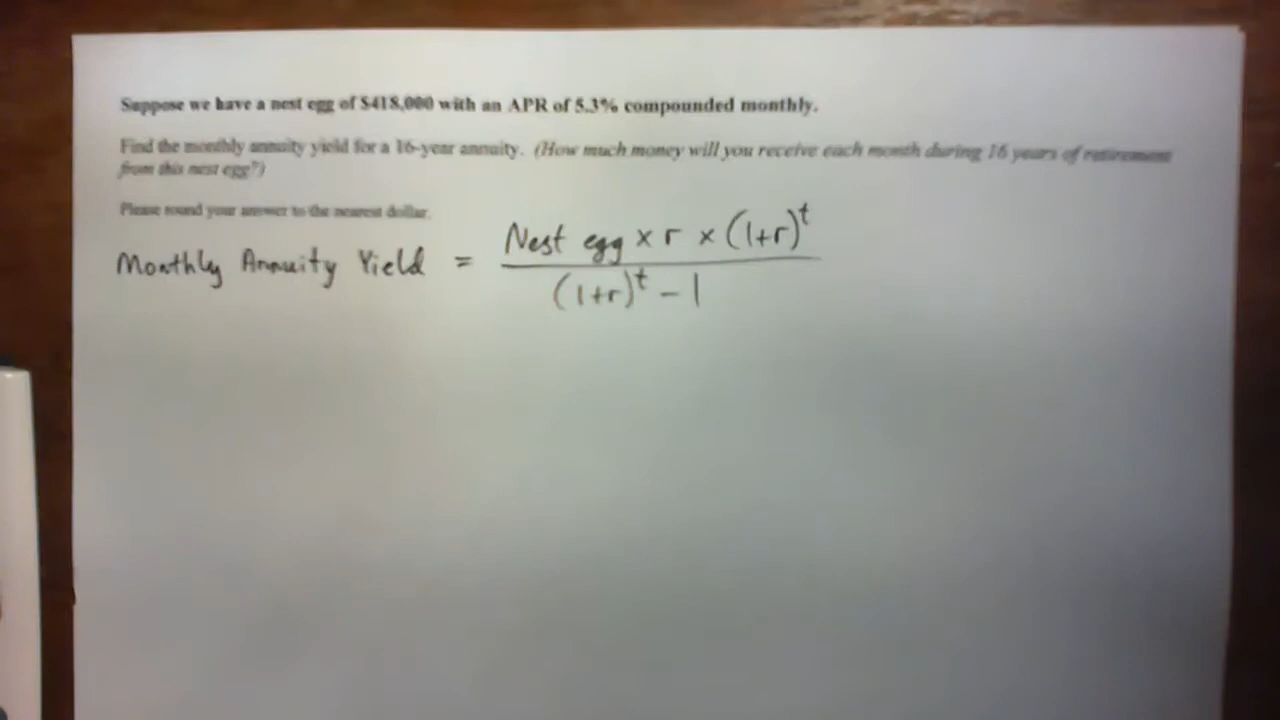 Suppose we have a nest egg of $418,000 with an APR of 5.3% compounded monthly.
Find the monthly annuity yield for a 16-year annuity. (How much money will you receive each month during 16 years of retirement
from this nest egg?)
Please round your answer to the nearest dollar.
Monthly Annuity Yield = Nest egg × r × (1+r)^t
(1+r)^t − 1